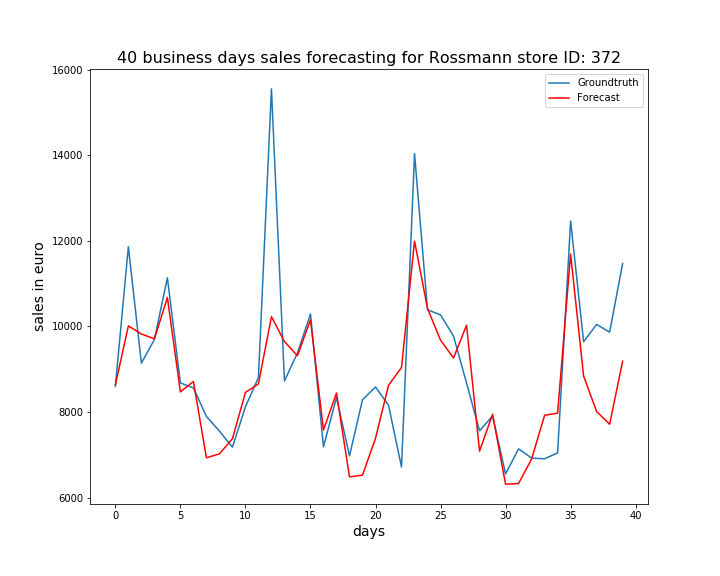 40 business days sales forecasting for Rossmann store ID: 372
Groundtruth
Forecast
sales in euro
16000
14000
12000
10000
8000
6000
0 5 10 15 20 25 30 35 40
days